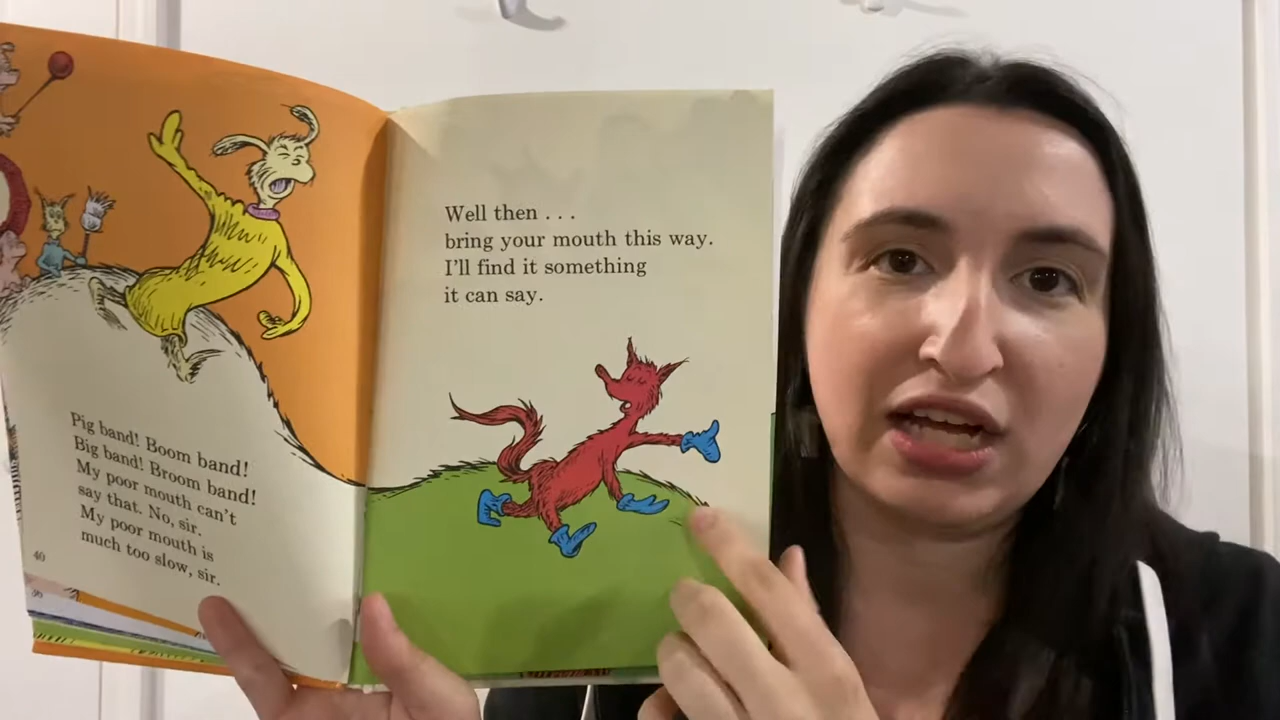 Pig band! Boom band!
Big band! Broom band!
My poor mouth can't
say that. No, sir.
My poor mouth is
much too slow, sir.
40
Well then . . .
bring your mouth this way.
I'll find it something
it can say.